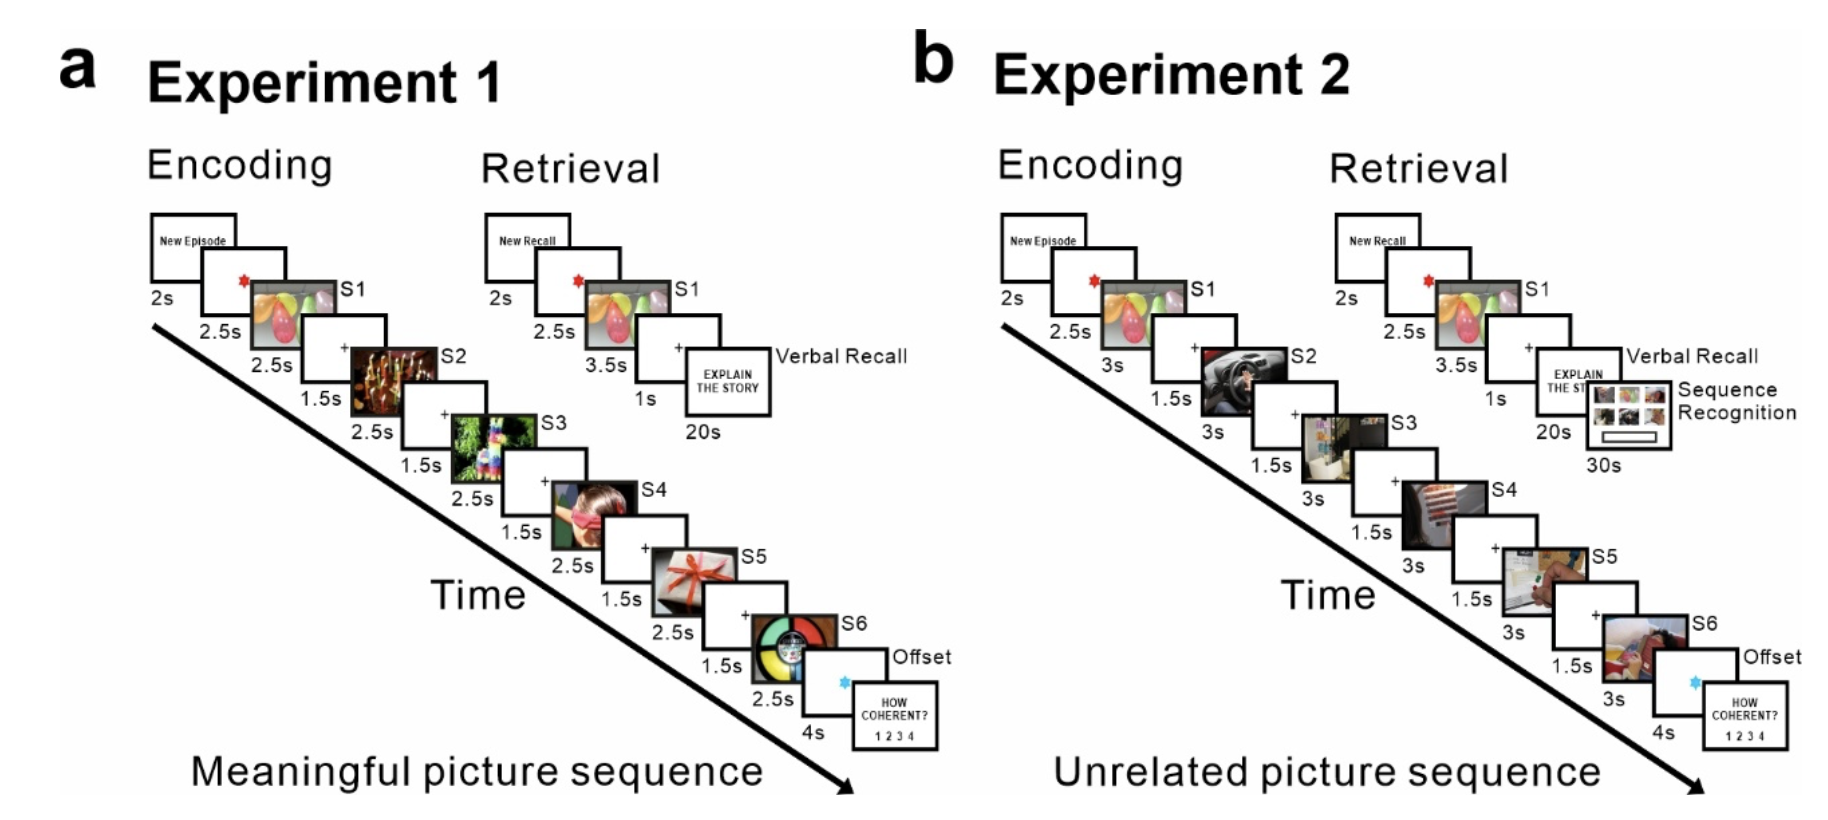 a
Experiment 1
Encoding
New Episode
2s
2.5s
S1
2.5s
+
1.5s
S2
2.5s
+
1.5s
S3
2.5s
+
1.5s
S4
2.5s
+
1.5s
S5
2.5s
+
1.5s
S6
2.5s
Offset
4s
HOW
COHERENT?
1 2 3 4
Time
Meaningful picture sequence
Retrieval
New Recall
2s
2.5s
S1
3.5s
+
1s
Verbal Recall
EXPLAIN
THE STORY
20s
b
Experiment 2
Encoding
New Episode
2s
2.5s
S1
3s
+
1.5s
S2
3s
+
1.5s
S3
3s
+
1.5s
S4
3s
+
1.5s
S5
3s
+
1.5s
S6
3s
Offset
4s
HOW
COHERENT?
1 2 3 4
Time
Unrelated picture sequence
Retrieval
New Recall
2s
2.5s
S1
3.5s
+
1s
Verbal Recall
EXPLAIN
THE ST
20s
Sequence
Recognition
30s